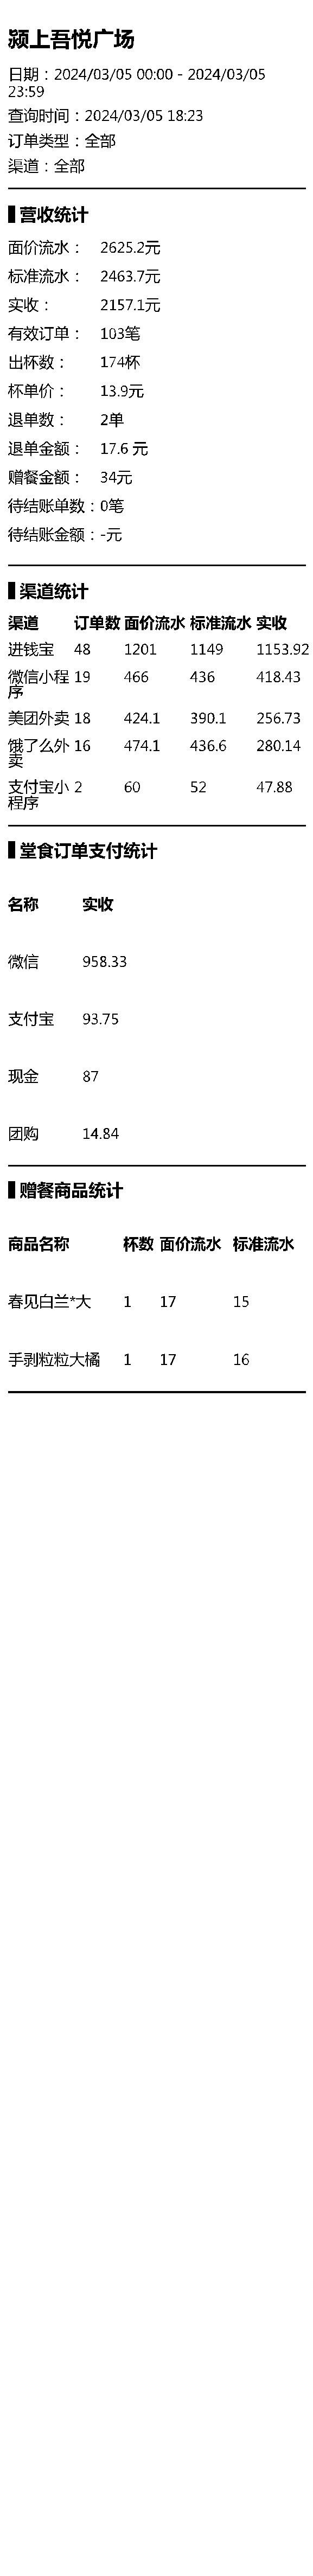 颍上吾悦广场
日期：2024/03/05 00:00 - 2024/03/05
23:59
查询时间：2024/03/05 18:23
订单类型：全部
渠道：全部
营收统计
面价流水： 2625.2元
标准流水： 2463.7元
实收： 2157.1元
有效订单： 103笔
出杯数： 174杯
杯单价： 13.9元
退单数： 2单
退单金额： 17.6 元
赠餐金额： 34元
待结账单数：0笔
待结账金额：-元
渠道统计
渠道 订单数 面价流水 标准流水 实收
进钱宝 48 1201 1149 1153.92
微信小程 19 466 436 418.43
序
美团外卖 18 424.1 390.1 256.73
饿了么外 16 474.1 436.6 280.14
卖
支付宝小 2 60 52 47.88
程序
堂食订单支付统计
名称 实收
微信 958.33
支付宝 93.75
现金 87
团购 14.84
赠餐商品统计
商品名称 杯数 面价流水 标准流水
春见白兰*大 1 17 15
手剥粒粒大橘 1 17 16